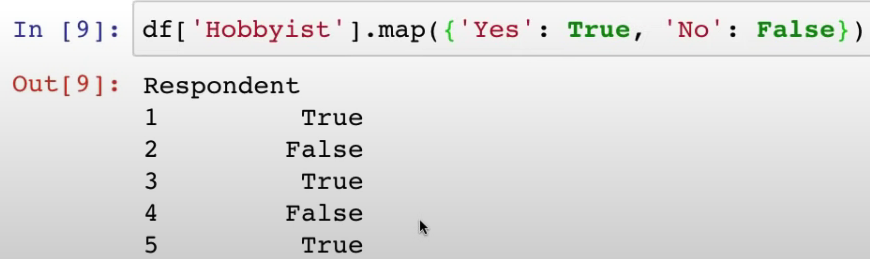 In [9]: df['Hobbyist'].map({'Yes': True, 'No': False})
Out[9]: Respondent
1 True
2 False
3 True
4 False
5 True